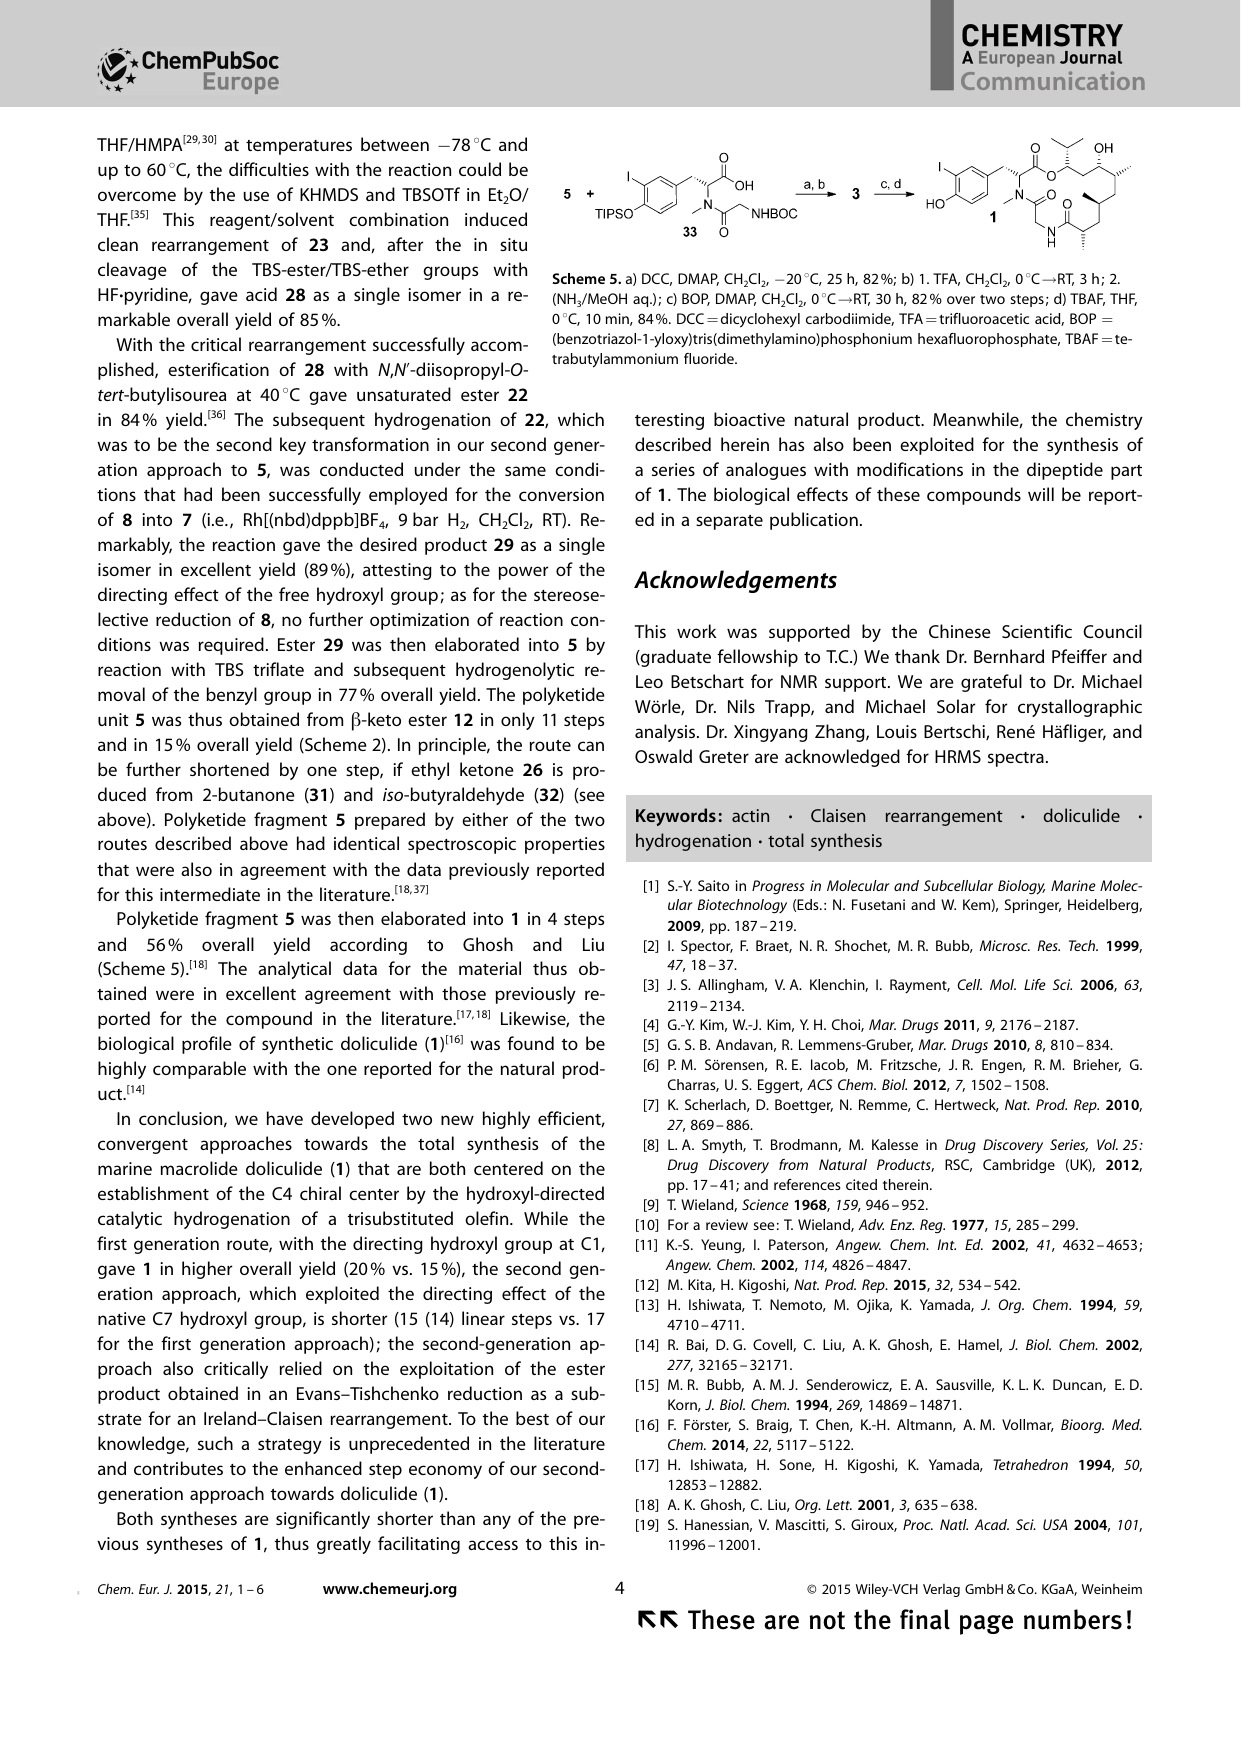 ChemPubSoc
Europe
CHEMISTRY
A European Journal
Communication
THF/HMPA[29,30] at temperatures between −78 °C and
up to 60 °C, the difficulties with the reaction could be
overcome by the use of KHMDS and TBSOTf in Et2O/
THF.[35] This reagent/solvent combination induced
clean rearrangement of 23 and, after the in situ
cleavage of the TBS-ester/TBS-ether groups with
HF·pyridine, gave acid 28 as a single isomer in a re-
markable overall yield of 85 %.
With the critical rearrangement successfully accom-
plished, esterification of 28 with N,N′-diisopropyl-O-
tert-butylisourea at 40 °C gave unsaturated ester 22
in 84 % yield.[36] The subsequent hydrogenation of 22, which
was to be the second key transformation in our second gener-
ation approach to 5, was conducted under the same condi-
tions that had been successfully employed for the conversion
of 8 into 7 (i.e., Rh[(nbd)dppb]BF4, 9 bar H2, CH2Cl2, RT). Re-
markably, the reaction gave the desired product 29 as a single
isomer in excellent yield (89 %), attesting to the power of the
directing effect of the free hydroxyl group; as for the stereose-
lective reduction of 8, no further optimization of reaction con-
ditions was required. Ester 29 was then elaborated into 5 by
reaction with TBS triflate and subsequent hydrogenolytic re-
moval of the benzyl group in 77 % overall yield. The polyketide
unit 5 was thus obtained from β-keto ester 12 in only 11 steps
and in 15 % overall yield (Scheme 2). In principle, the route can
be further shortened by one step, if ethyl ketone 26 is pro-
duced from 2-butanone (31) and iso-butyraldehyde (32) (see
above). Polyketide fragment 5 prepared by either of the two
routes described above had identical spectroscopic properties
that were also in agreement with the data previously reported
for this intermediate in the literature.[18,37]
Polyketide fragment 5 was then elaborated into 1 in 4 steps
and 56 % overall yield according to Ghosh and Liu
(Scheme 5).[18] The analytical data for the material thus ob-
tained were in excellent agreement with those previously re-
ported for the compound in the literature.[17,18] Likewise, the
biological profile of synthetic doliculide (1)[16] was found to be
highly comparable with the one reported for the natural prod-
uct.[14]
In conclusion, we have developed two new highly efficient,
convergent approaches towards the total synthesis of the
marine macrolide doliculide (1) that are both centered on the
establishment of the C4 chiral center by the hydroxyl-directed
catalytic hydrogenation of a trisubstituted olefin. While the
first generation route, with the directing hydroxyl group at C1,
gave 1 in higher overall yield (20 % vs. 15 %), the second gen-
eration approach, which exploited the directing effect of the
native C7 hydroxyl group, is shorter (15 (14) linear steps vs. 17
for the first generation approach); the second-generation ap-
proach also critically relied on the exploitation of the ester
product obtained in an Evans–Tishchenko reduction as a sub-
strate for an Ireland–Claisen rearrangement. To the best of our
knowledge, such a strategy is unprecedented in the literature
and contributes to the enhanced step economy of our second-
generation approach towards doliculide (1).
Both syntheses are significantly shorter than any of the pre-
vious syntheses of 1, thus greatly facilitating access to this in-
5 + I TIPSO O OH N O NHBOC 33 a, b 3 c, d I HO O O OH N O O N H 1
Scheme 5. a) DCC, DMAP, CH2Cl2, −20 °C, 25 h, 82 %; b) 1. TFA, CH2Cl2, 0 °C→RT, 3 h; 2.
(NH3/MeOH aq.); c) BOP, DMAP, CH2Cl2, 0 °C→RT, 30 h, 82 % over two steps; d) TBAF, THF,
0 °C, 10 min, 84 %. DCC = dicyclohexyl carbodiimide, TFA = trifluoroacetic acid, BOP =
(benzotriazol-1-yloxy)tris(dimethylamino)phosphonium hexafluorophosphate, TBAF = te-
trabutylammonium fluoride.
teresting bioactive natural product. Meanwhile, the chemistry
described herein has also been exploited for the synthesis of
a series of analogues with modifications in the dipeptide part
of 1. The biological effects of these compounds will be report-
ed in a separate publication.
Acknowledgements
This work was supported by the Chinese Scientific Council
(graduate fellowship to T.C.) We thank Dr. Bernhard Pfeiffer and
Leo Betschart for NMR support. We are grateful to Dr. Michael
Wörle, Dr. Nils Trapp, and Michael Solar for crystallographic
analysis. Dr. Xingyang Zhang, Louis Bertschi, René Häfliger, and
Oswald Greter are acknowledged for HRMS spectra.
Keywords: actin · Claisen rearrangement · doliculide ·
hydrogenation · total synthesis
[1] S.-Y. Saito in Progress in Molecular and Subcellular Biology, Marine Molec-
ular Biotechnology (Eds.: N. Fusetani and W. Kem), Springer, Heidelberg,
2009, pp. 187 – 219.
[2] I. Spector, F. Braet, N. R. Shochet, M. R. Bubb, Microsc. Res. Tech. 1999,
47, 18 – 37.
[3] J. S. Allingham, V. A. Klenchin, I. Rayment, Cell. Mol. Life Sci. 2006, 63,
2119 – 2134.
[4] G.-Y. Kim, W.-J. Kim, Y. H. Choi, Mar. Drugs 2011, 9, 2176 – 2187.
[5] G. S. B. Andavan, R. Lemmens-Gruber, Mar. Drugs 2010, 8, 810 – 834.
[6] P. M. Sörensen, R. E. Iacob, M. Fritzsche, J. R. Engen, R. M. Brieher, G.
Charras, U. S. Eggert, ACS Chem. Biol. 2012, 7, 1502 – 1508.
[7] K. Scherlach, D. Boettger, N. Remme, C. Hertweck, Nat. Prod. Rep. 2010,
27, 869 – 886.
[8] L. A. Smyth, T. Brodmann, M. Kalesse in Drug Discovery Series, Vol. 25:
Drug Discovery from Natural Products, RSC, Cambridge (UK), 2012,
pp. 17 – 41; and references cited therein.
[9] T. Wieland, Science 1968, 159, 946 – 952.
[10] For a review see: T. Wieland, Adv. Enz. Reg. 1977, 15, 285 – 299.
[11] K.-S. Yeung, I. Paterson, Angew. Chem. Int. Ed. 2002, 41, 4632 – 4653;
Angew. Chem. 2002, 114, 4826 – 4847.
[12] M. Kita, H. Kigoshi, Nat. Prod. Rep. 2015, 32, 534 – 542.
[13] H. Ishiwata, T. Nemoto, M. Ojika, K. Yamada, J. Org. Chem. 1994, 59,
4710 – 4711.
[14] R. Bai, D. G. Covell, C. Liu, A. K. Ghosh, E. Hamel, J. Biol. Chem. 2002,
277, 32165 – 32171.
[15] M. R. Bubb, A. M. J. Senderowicz, E. A. Sausville, K. L. K. Duncan, E. D.
Korn, J. Biol. Chem. 1994, 269, 14869 – 14871.
[16] F. Förster, S. Braig, T. Chen, K.-H. Altmann, A. M. Vollmar, Bioorg. Med.
Chem. 2014, 22, 5117 – 5122.
[17] H. Ishiwata, H. Sone, H. Kigoshi, K. Yamada, Tetrahedron 1994, 50,
12853 – 12882.
[18] A. K. Ghosh, C. Liu, Org. Lett. 2001, 3, 635 – 638.
[19] S. Hanessian, V. Mascitti, S. Giroux, Proc. Natl. Acad. Sci. USA 2004, 101,
11996 – 12001.
Chem. Eur. J. 2015, 21, 1 – 6 www.chemeurj.org 4 © 2015 Wiley-VCH Verlag GmbH & Co. KGaA, Weinheim
↖↖ These are not the final page numbers!